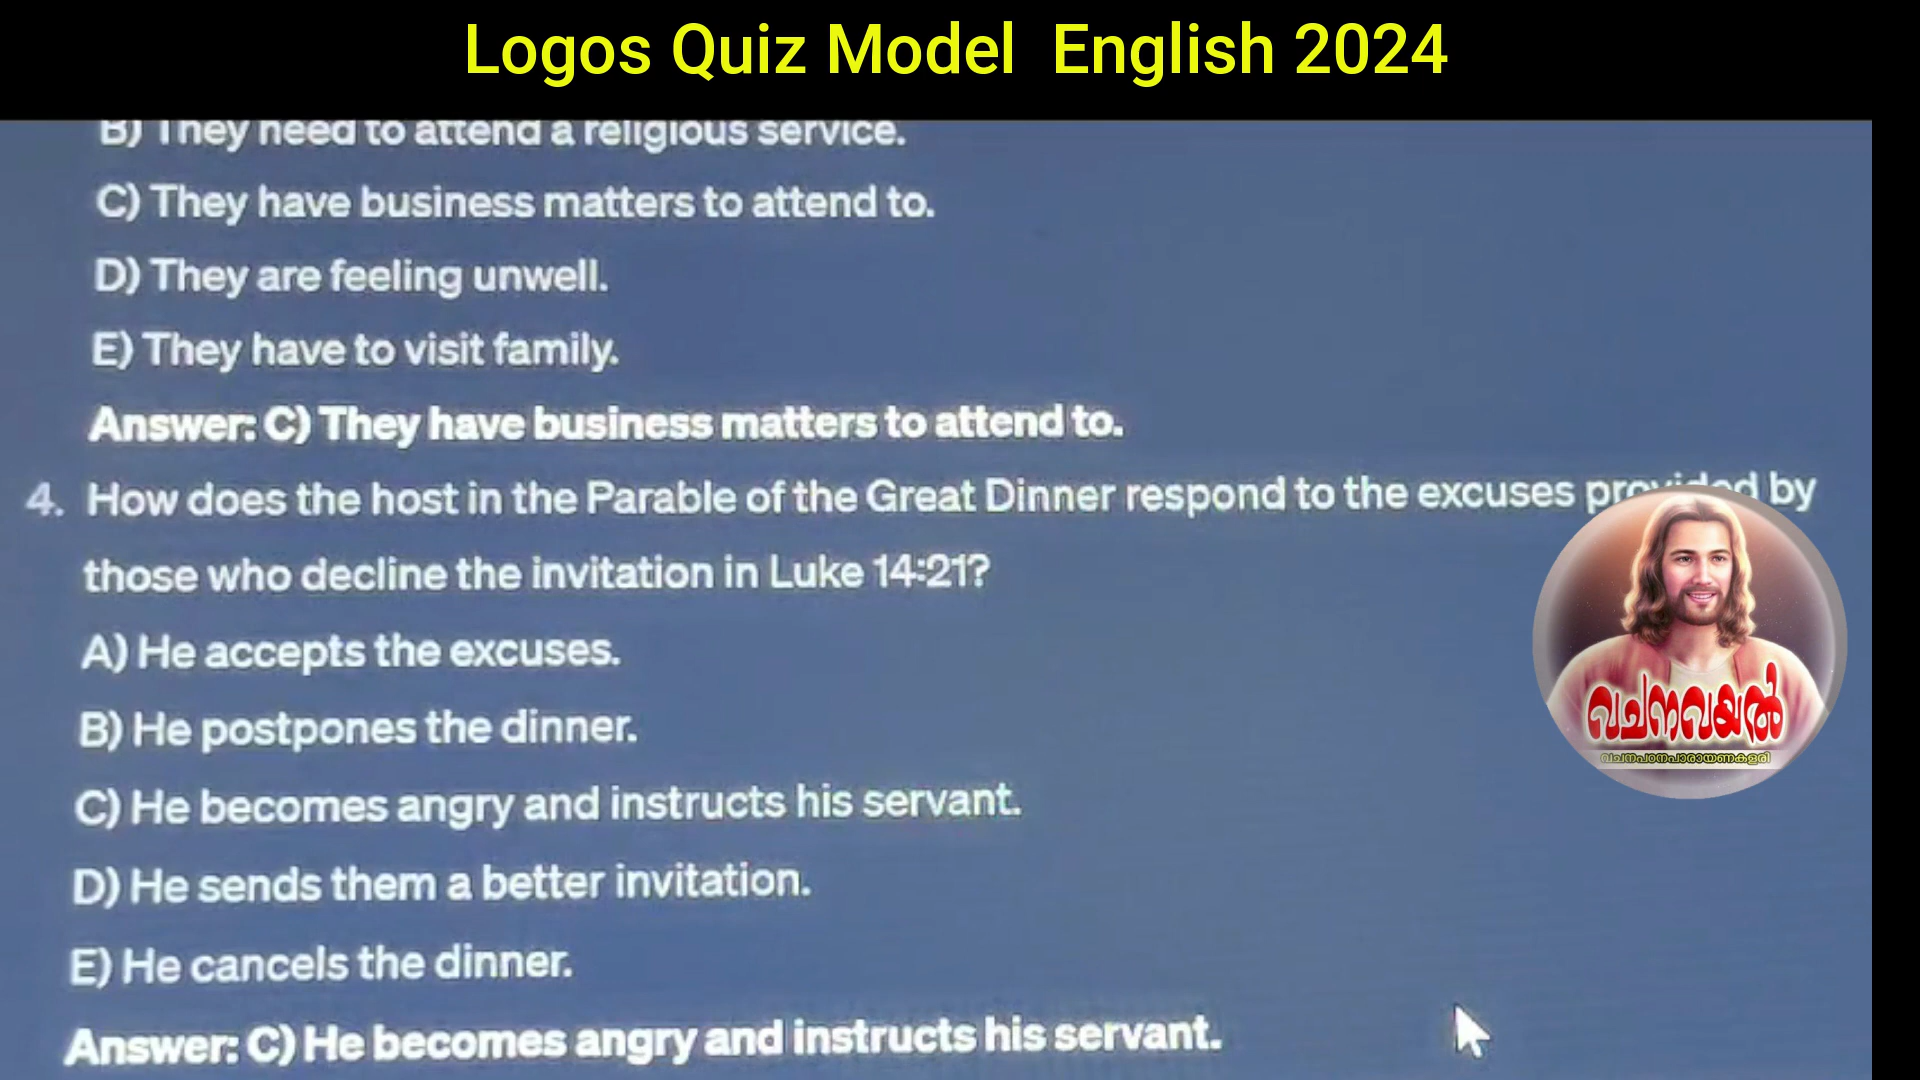 Logos Quiz Model English 2024
B) They need to attend a religious service.
C) They have business matters to attend to.
D) They are feeling unwell.
E) They have to visit family.
Answer: C) They have business matters to attend to.
4. How does the host in the Parable of the Great Dinner respond to the excuses provided by
those who decline the invitation in Luke 14:21?
A) He accepts the excuses.
B) He postpones the dinner.
C) He becomes angry and instructs his servant.
വചനവയൽ
വചനപഠനപാരായണകളരി
D) He sends them a better invitation.
E) He cancels the dinner.
Answer: C) He becomes angry and instructs his servant.